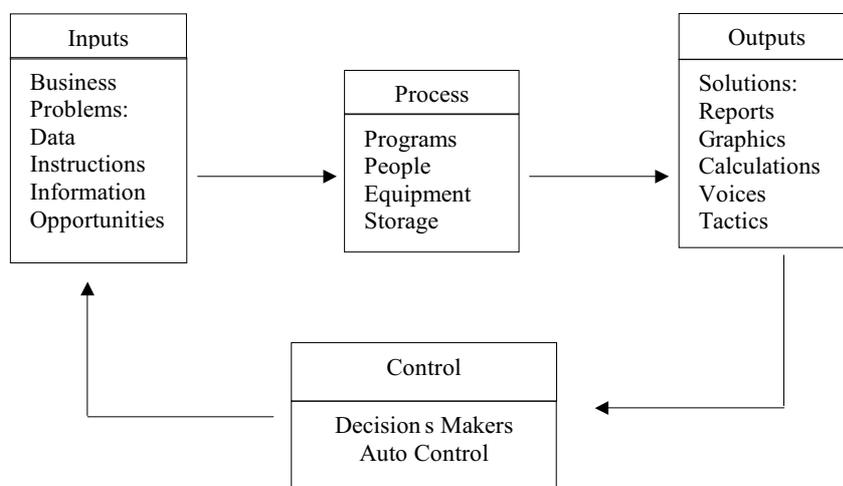 Inputs
Business
Problems:
Data
Instructions
Information
Opportunities
Process
Programs
People
Equipment
Storage
Outputs
Solutions:
Reports
Graphics
Calculations
Voices
Tactics
Control
Decision s Makers
Auto Control